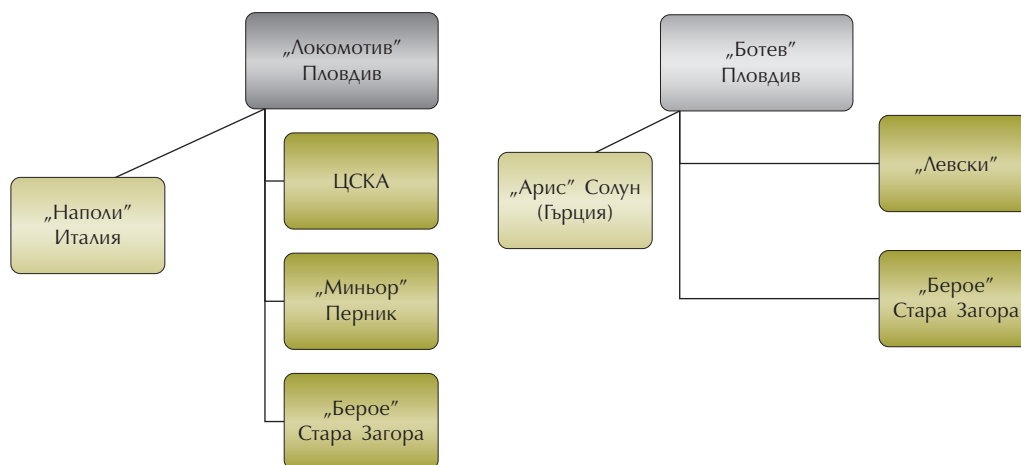 „Локомотив”
Пловдив
„Наполи”
Италия
ЦСКА
„Миньор”
Перник
„Берое”
Стара Загора
„Ботев”
Пловдив
„Арис” Солун
(Гърция)
„Левски”
„Берое”
Стара Загора